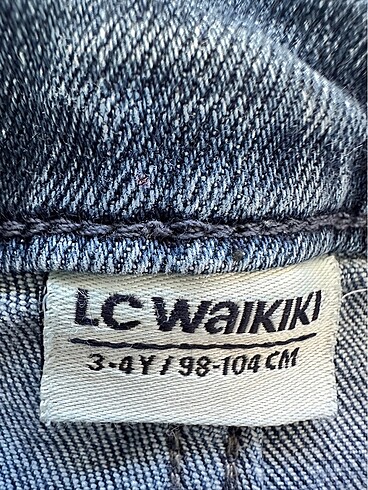 LC WAIKIKI
3-4Y / 98-104 CM